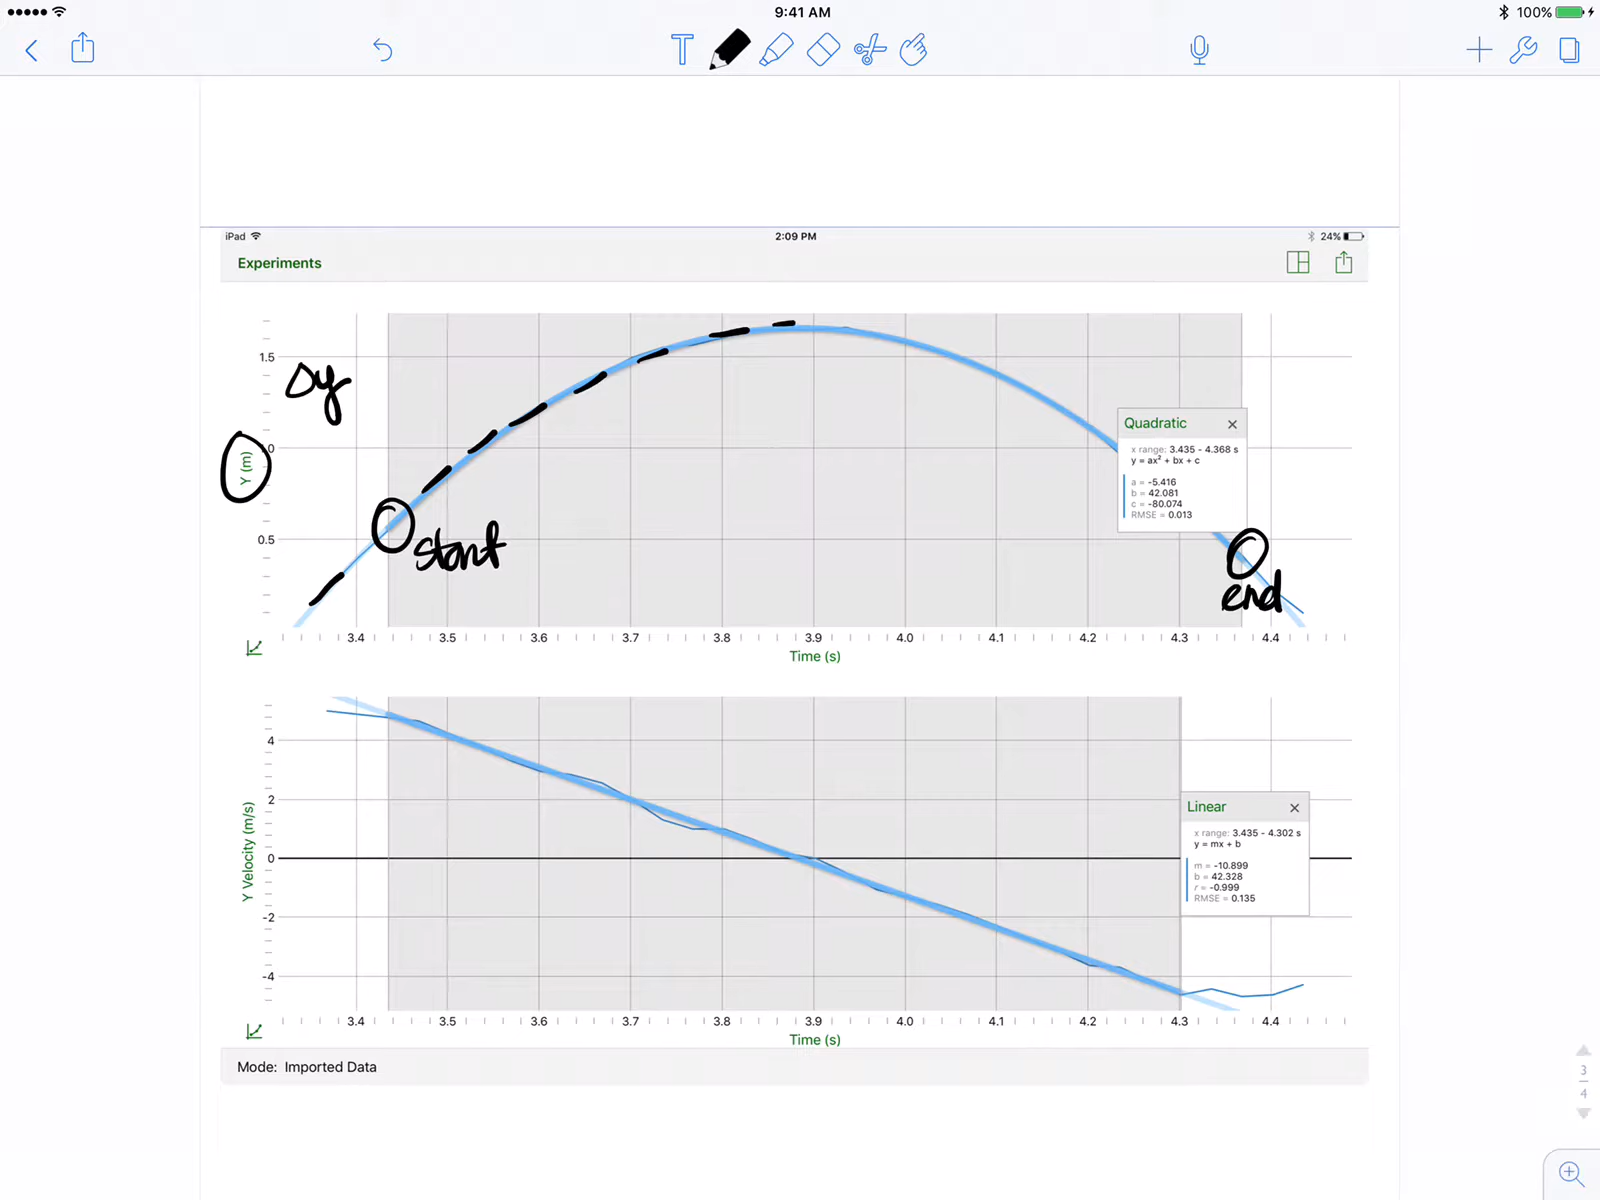 9:41 AM
100%
T
iPad
2:09 PM
24%
Experiments
1.5
Δy
.0
Y (m)
0.5
start
end
Quadratic
x range: 3.435 - 4.368 s
y = ax² + bx + c
a = -5.416
b = 42.081
c = -80.074
RMSE = 0.013
3.4 3.5 3.6 3.7 3.8 3.9 4.0 4.1 4.2 4.3 4.4
Time (s)
4
2
0
-2
-4
Y Velocity (m/s)
Linear
x range: 3.435 - 4.302 s
y = mx + b
m = -10.899
b = 42.328
r = -0.999
RMSE = 0.135
3.4 3.5 3.6 3.7 3.8 3.9 4.0 4.1 4.2 4.3 4.4
Time (s)
Mode: Imported Data
3
4